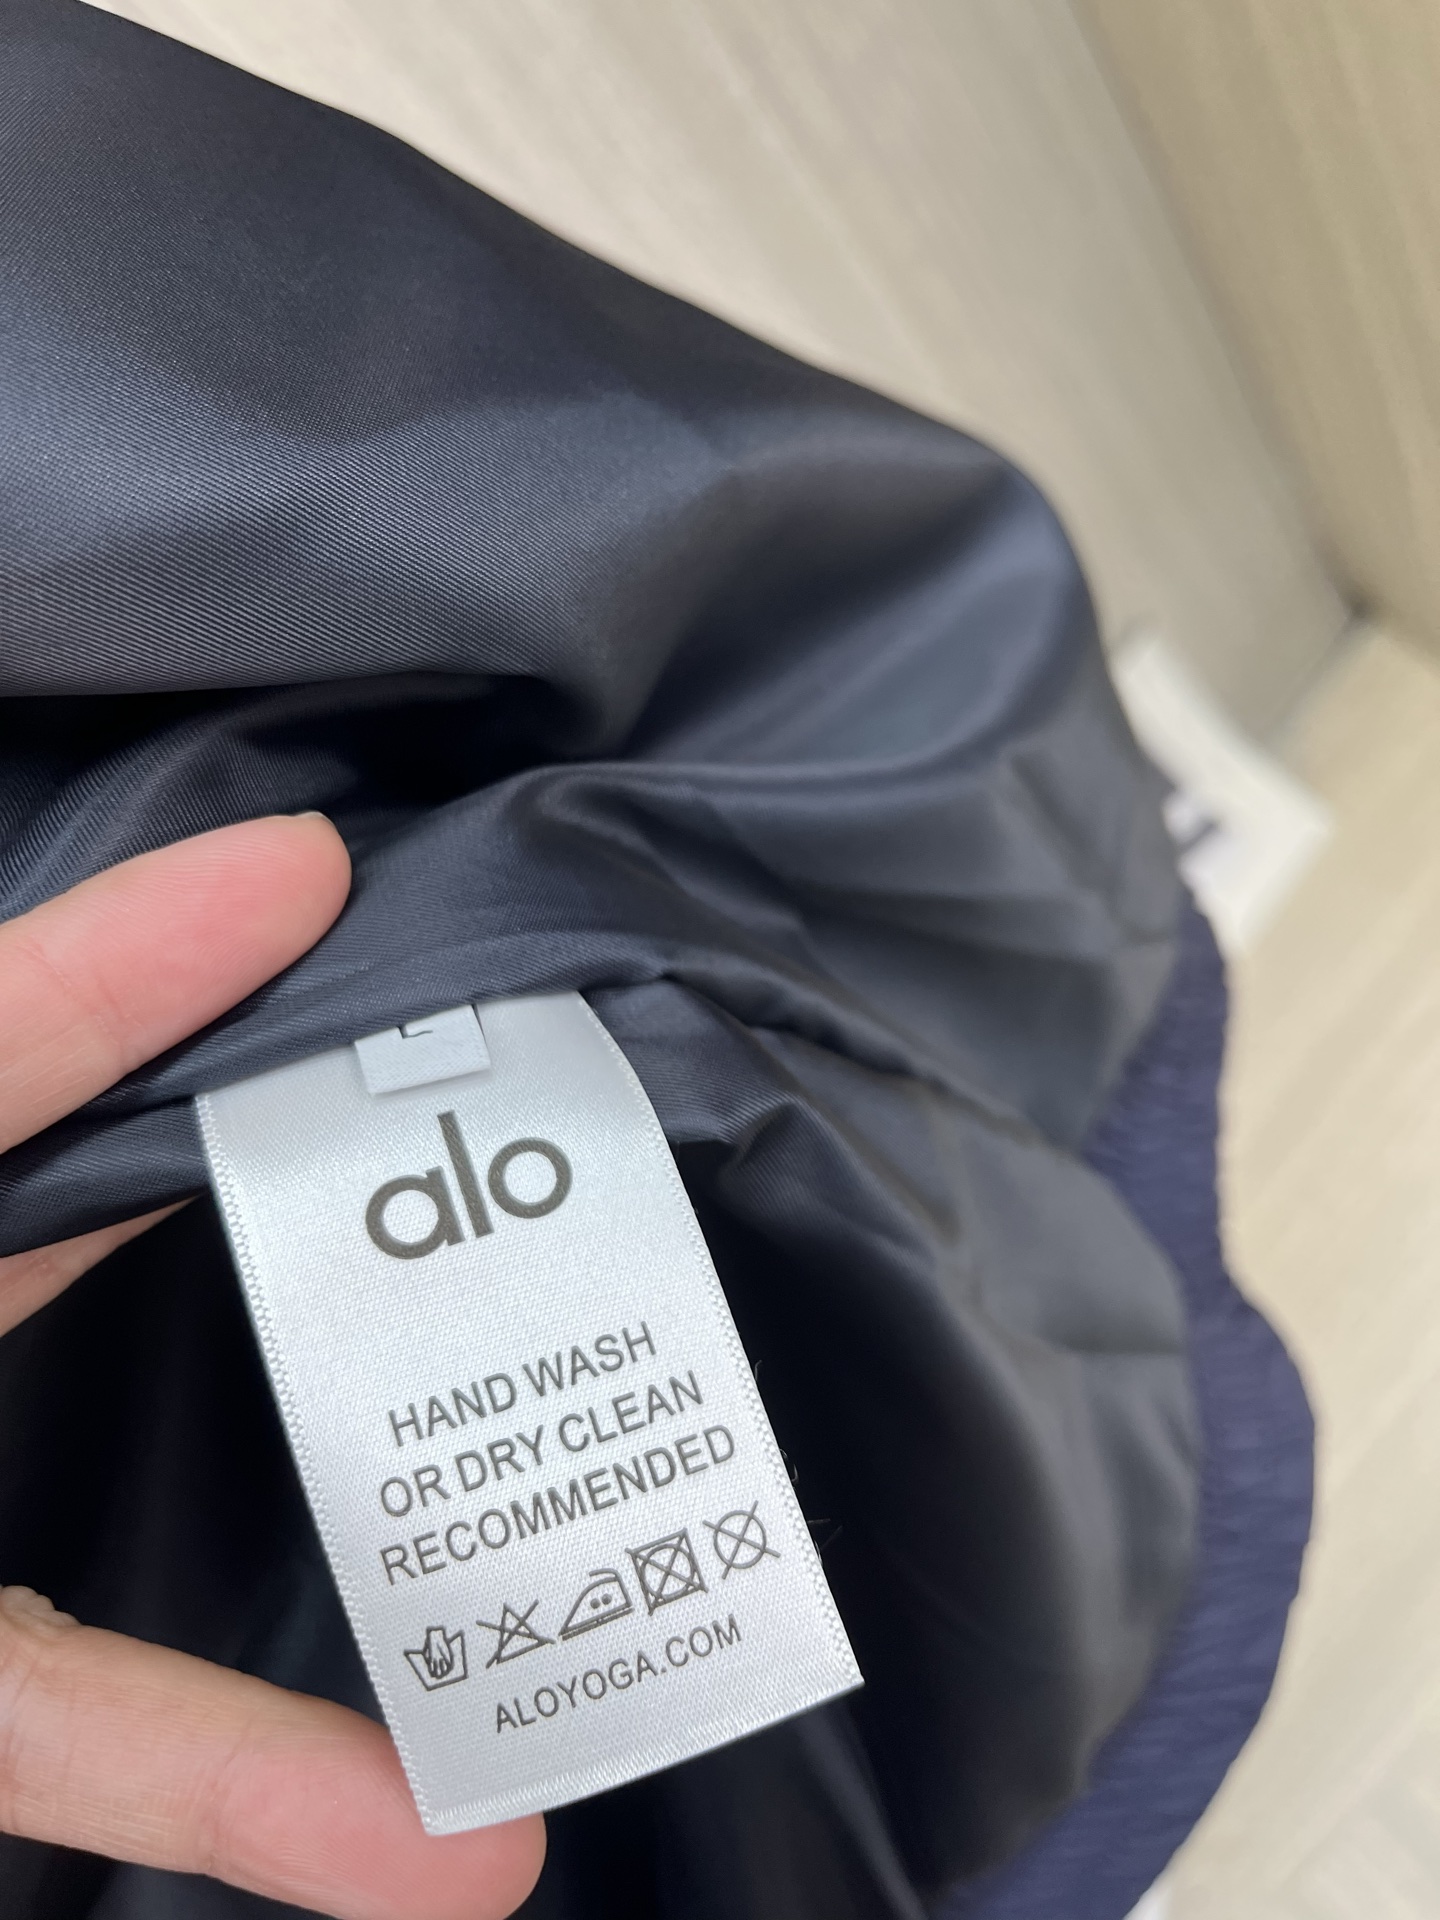 L
alo
HAND WASH
OR DRY CLEAN
RECOMMENDED
ALOYOGA.COM